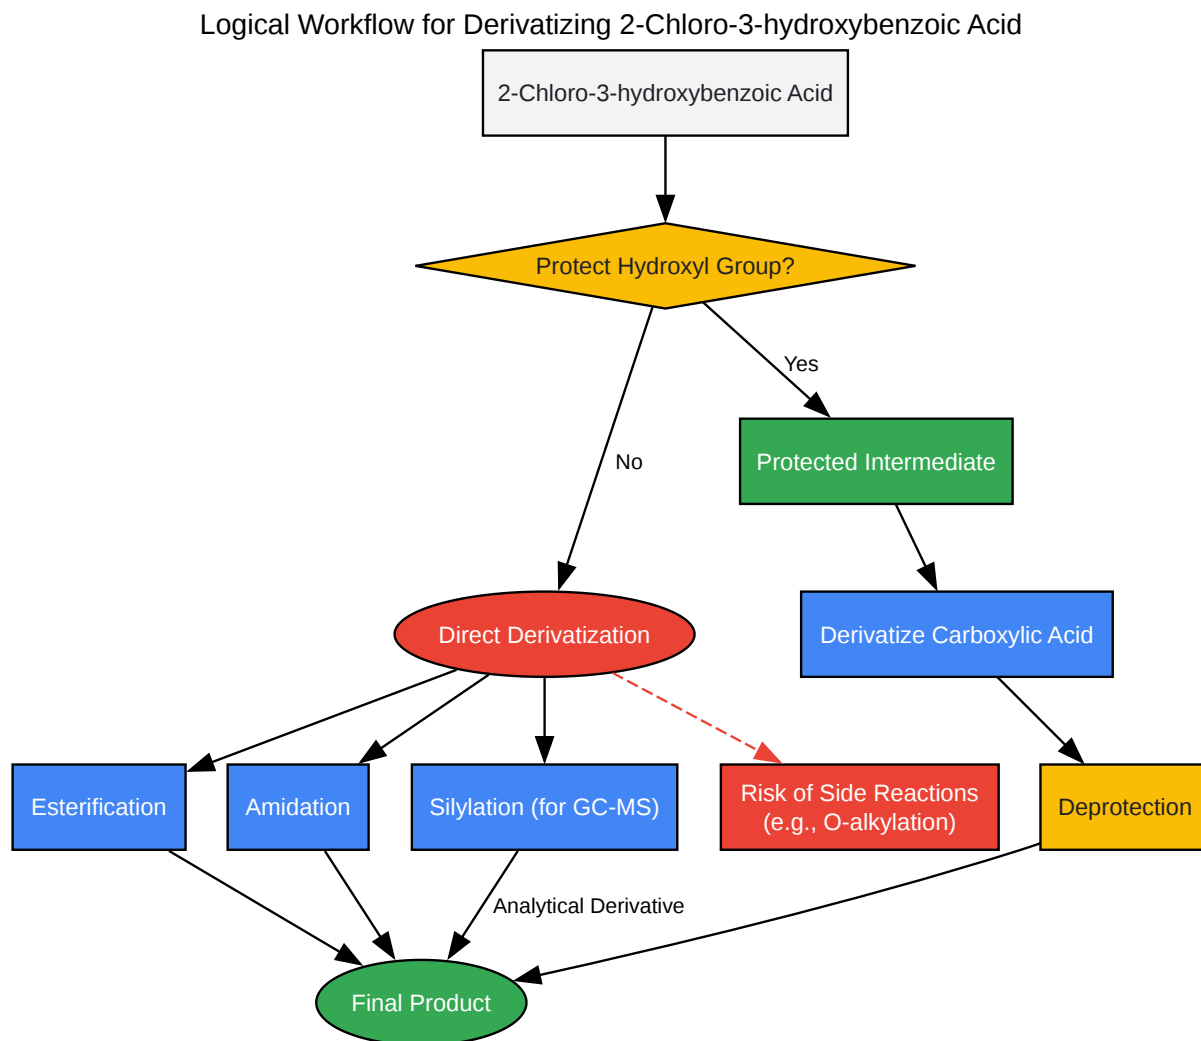 Logical Workflow for Derivatizing 2-Chloro-3-hydroxybenzoic Acid
2-Chloro-3-hydroxybenzoic Acid
Protect Hydroxyl Group?
Yes
No
Protected Intermediate
Direct Derivatization
Derivatize Carboxylic Acid
Esterification
Amidation
Silylation (for GC-MS)
Risk of Side Reactions
(e.g., O-alkylation)
Deprotection
Analytical Derivative
Final Product